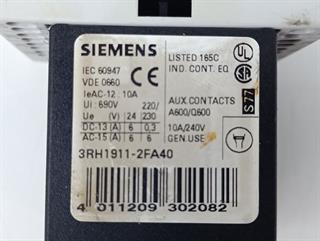 SIEMENS
IEC 60947
VDE 0660
CE
IeAC-12: 10A
Ui: 690V 220/
Ue (V) 24 230
DC-13 (A) 6 0,3
AC-15 (A) 6 6
LISTED 165C
IND. CONT. EQ
UL
AUX.CONTACTS
A600/Q600
10A/240V
GEN.USE
S77
3RH1911-2FA40
4 011209 302082